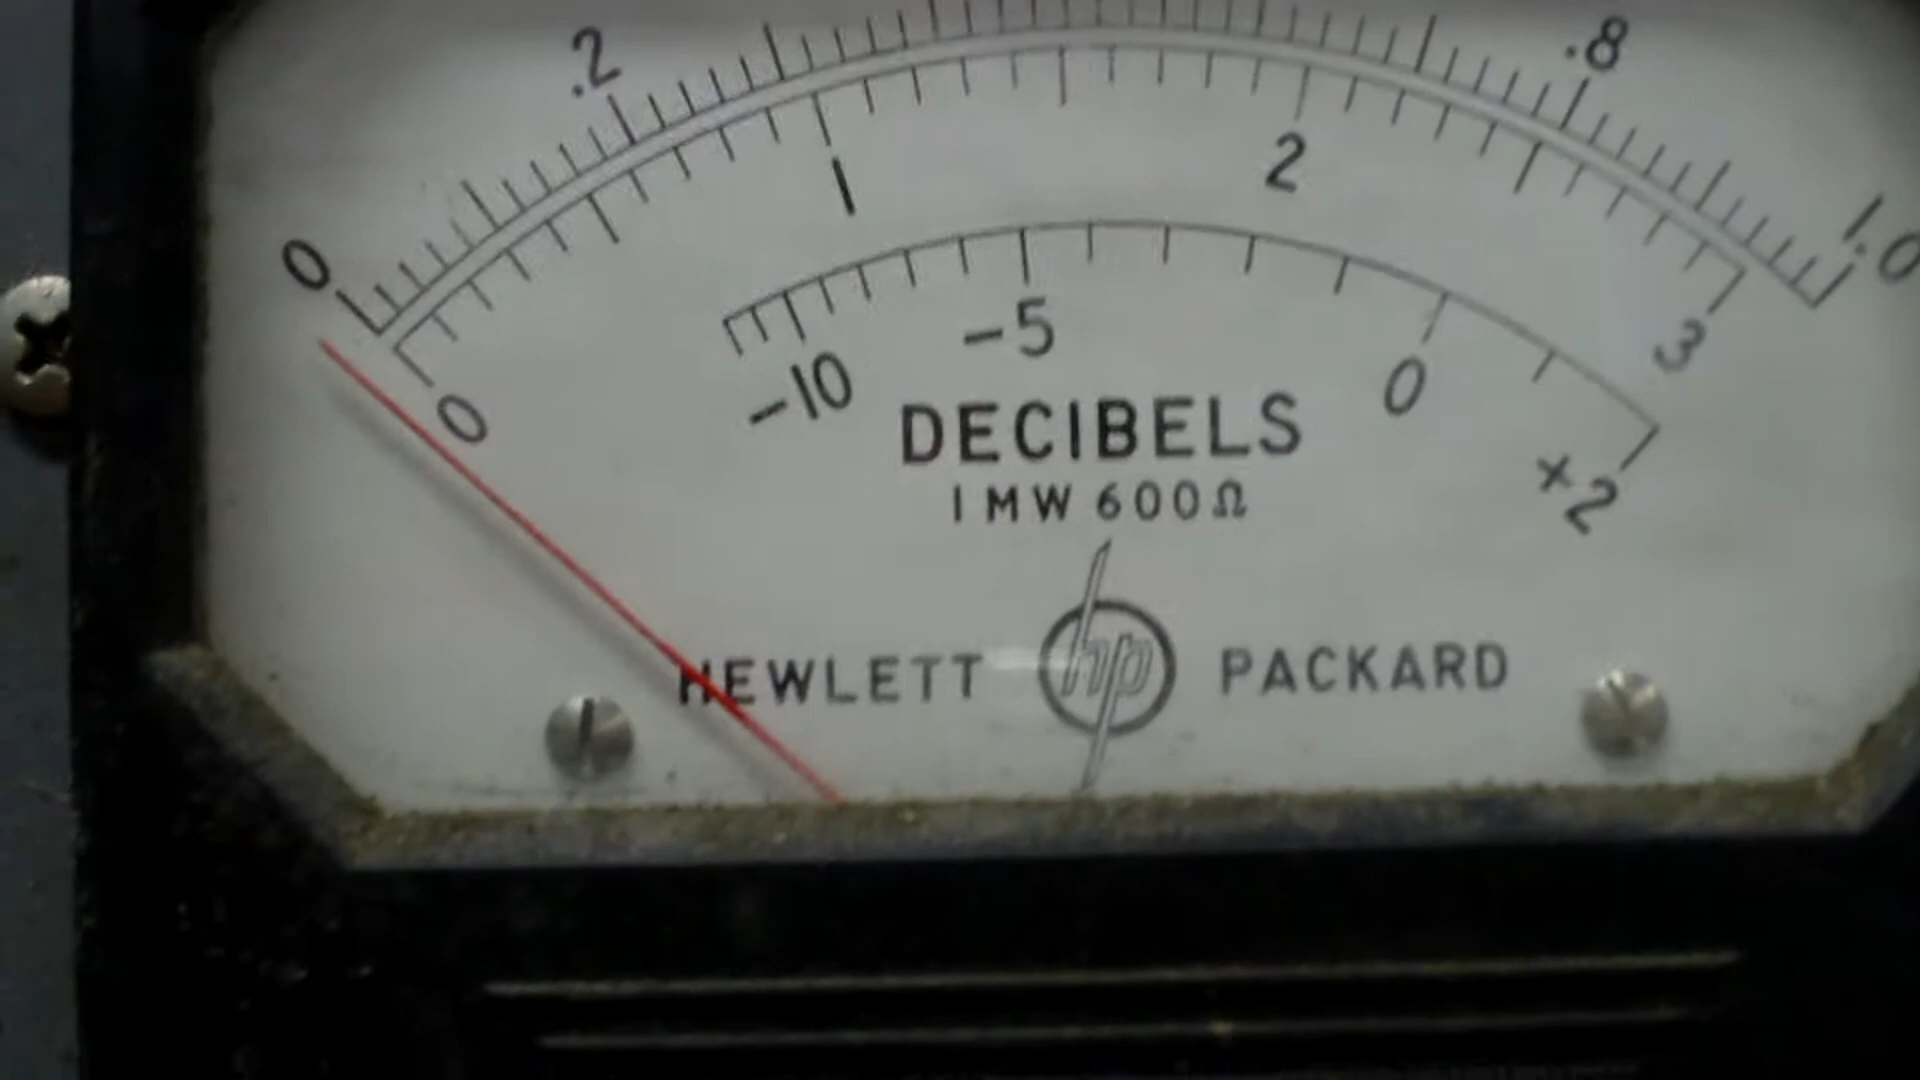 .2 .8
0 1 2 1.0
0 3
-10 -5 0 +2
DECIBELS
1 MW 600Ω
HEWLETT hp PACKARD